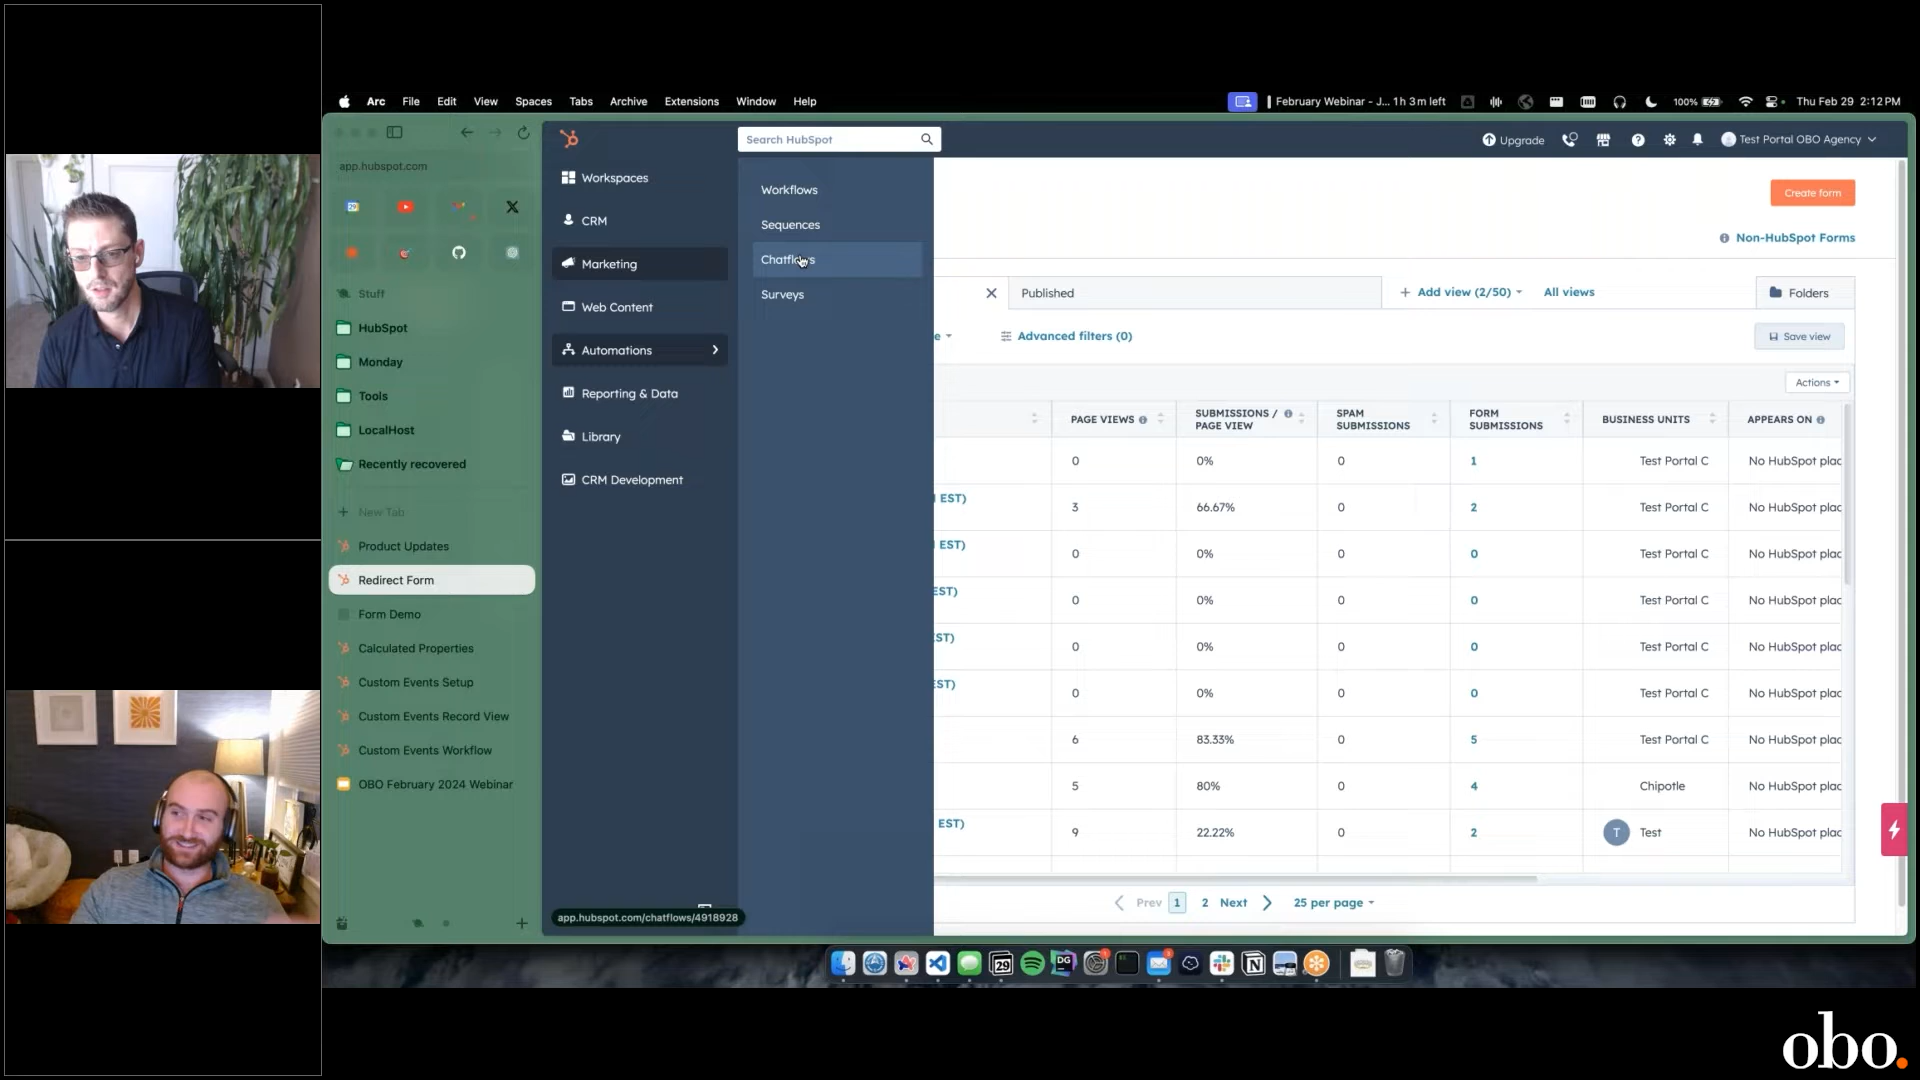 Arc File Edit View Spaces Tabs Archive Extensions Window Help
February Webinar - J... 1h 3m left
100%
Thu Feb 29 2:12PM
app.hubspot.com
Stuff
HubSpot
Monday
Tools
LocalHost
Recently recovered
New Tab
Product Updates
Redirect Form
Form Demo
Calculated Properties
Custom Events Setup
Custom Events Record View
Custom Events Workflow
OBO February 2024 Webinar
Search HubSpot
Upgrade
Test Portal OBO Agency
Workspaces
CRM
Marketing
Web Content
Automations
Reporting & Data
Library
CRM Development
Workflows
Sequences
Chatflows
Surveys
app.hubspot.com/chatflows/4918928
Create form
Non-HubSpot Forms
Published
Add view (2/50)
All views
Folders
Advanced filters (0)
Save view
Actions
PAGE VIEWS SUBMISSIONS / PAGE VIEW SPAM SUBMISSIONS FORM SUBMISSIONS BUSINESS UNITS APPEARS ON
0 0% 0 1 Test Portal C No HubSpot plac
EST) 3 66.67% 0 2 Test Portal C No HubSpot plac
EST) 0 0% 0 0 Test Portal C No HubSpot plac
EST) 0 0% 0 0 Test Portal C No HubSpot plac
ST) 0 0% 0 0 Test Portal C No HubSpot plac
ST) 0 0% 0 0 Test Portal C No HubSpot plac
6 83.33% 0 5 Test Portal C No HubSpot plac
5 80% 0 4 Chipotle No HubSpot plac
EST) 9 22.22% 0 2 T Test No HubSpot plac
Prev 1 2 Next 25 per page
29
DG
obo.